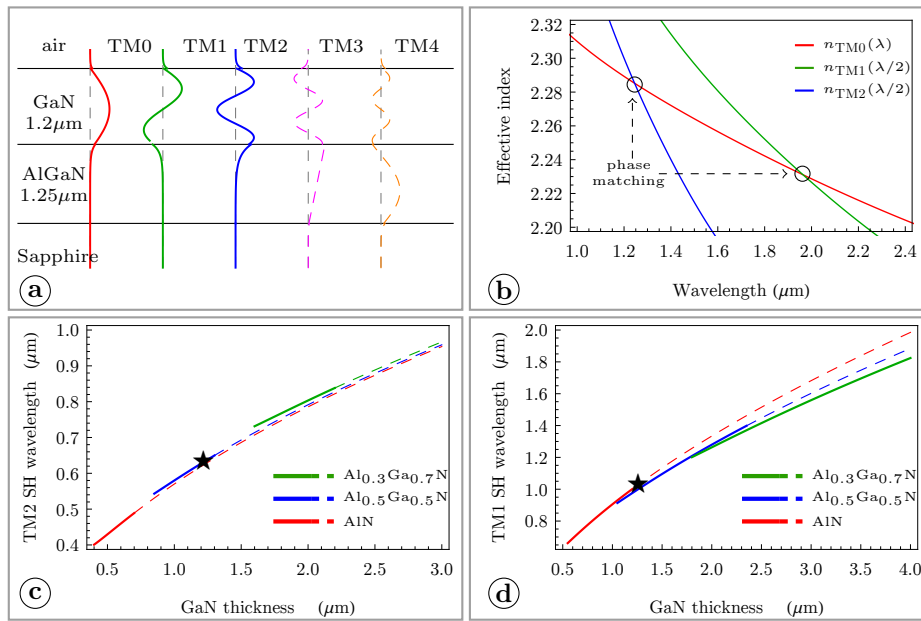 air TM0 TM1 TM2 TM3 TM4
GaN
1.2μm
AlGaN
1.25μm
Sapphire
a
Effective index
2.32
2.30
2.28
2.26
2.24
2.22
2.20
n_TM0(λ)
n_TM1(λ/2)
n_TM2(λ/2)
phase
matching
1.0 1.2 1.4 1.6 1.8 2.0 2.2 2.4
Wavelength (μm)
b
TM2 SH wavelength (μm)
1.0
0.9
0.8
0.7
0.6
0.5
0.4
Al0.3Ga0.7N
Al0.5Ga0.5N
AlN
0.5 1.0 1.5 2.0 2.5 3.0
GaN thickness (μm)
c
TM1 SH wavelength (μm)
2.0
1.8
1.6
1.4
1.2
1.0
0.8
Al0.3Ga0.7N
Al0.5Ga0.5N
AlN
0.5 1.0 1.5 2.0 2.5 3.0 3.5 4.0
GaN thickness (μm)
d